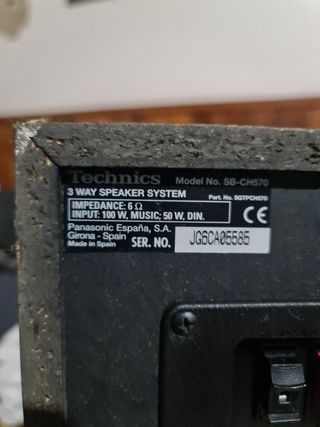 Technics Model No. SB-CH570
3 WAY SPEAKER SYSTEM Part. No. SGTPCH570
IMPEDANCE: 6 Ω
INPUT: 100 W, MUSIC; 50 W, DIN.
CE
Panasonic España, S.A.
Girona - Spain
Made in Spain SER. NO. JG6CA05585